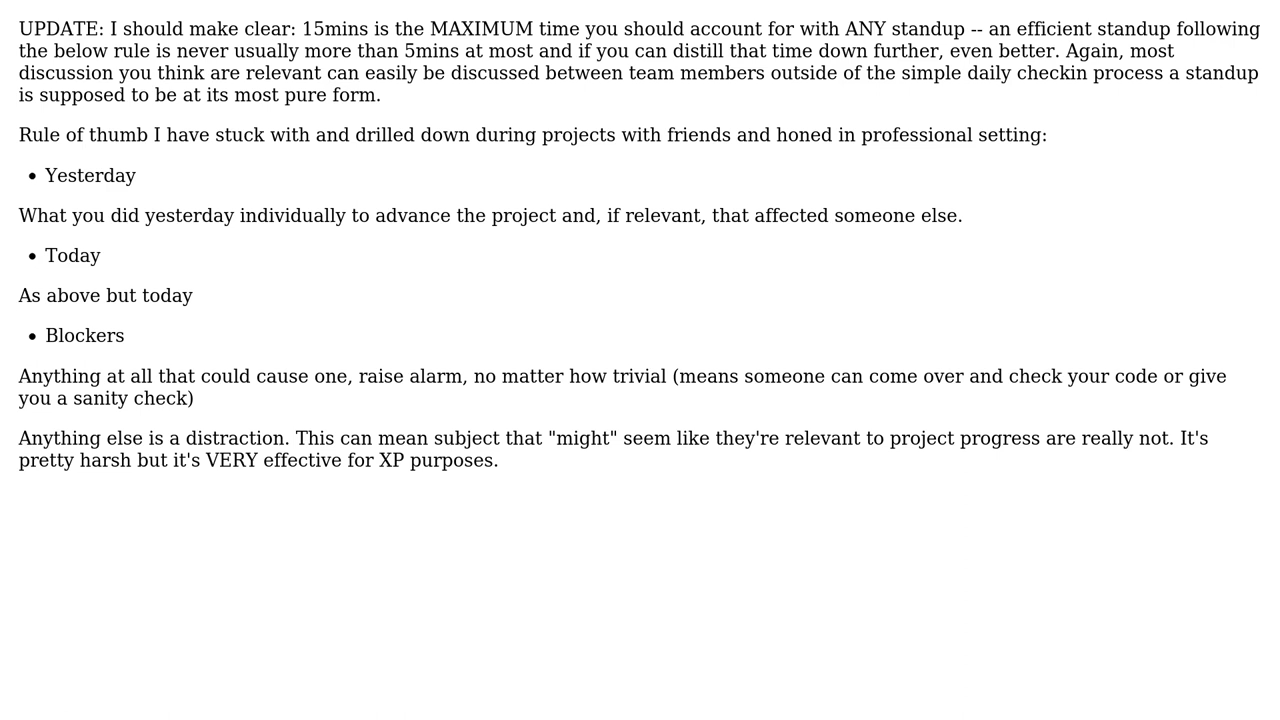 UPDATE: I should make clear: 15mins is the MAXIMUM time you should account for with ANY standup -- an efficient standup following
the below rule is never usually more than 5mins at most and if you can distill that time down further, even better. Again, most
discussion you think are relevant can easily be discussed between team members outside of the simple daily checkin process a standup
is supposed to be at its most pure form.
Rule of thumb I have stuck with and drilled down during projects with friends and honed in professional setting:
• Yesterday
What you did yesterday individually to advance the project and, if relevant, that affected someone else.
• Today
As above but today
• Blockers
Anything at all that could cause one, raise alarm, no matter how trivial (means someone can come over and check your code or give
you a sanity check)
Anything else is a distraction. This can mean subject that "might" seem like they're relevant to project progress are really not. It's
pretty harsh but it's VERY effective for XP purposes.